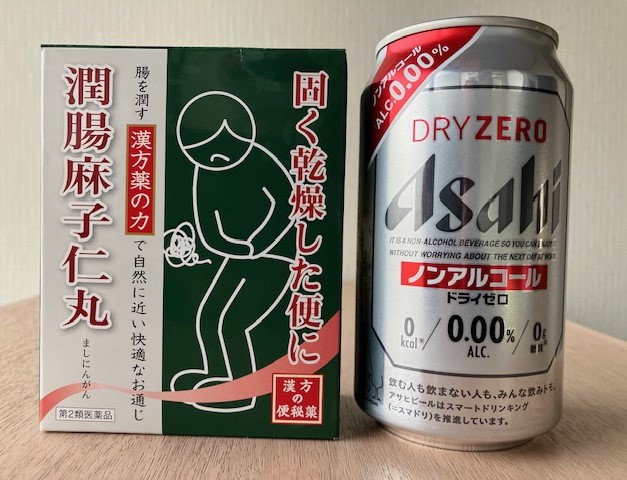 固く乾燥した便に
潤腸麻子仁丸
ましにんがん
腸を潤す
漢方薬の力
で自然に近い快適なお通じ
第2類医薬品
漢方
の
便秘薬
ノンアルコール
ALC.0.00%
DRYZERO
Asahi
IT IS A NON-ALCOHOL BEVERAGE SO YOU CAN ENJOY IT
WITHOUT WORRYING ABOUT THE NEXT DAY AT WORK.
ノンアルコール
ドライゼロ
0 kcal※ / 0.00% ALC. / 0g 糖質※
飲む人も飲まない人も、みんな飲みトモ。
アサヒビールはスマートドリンキング
(=スマドリ)を推進しています。